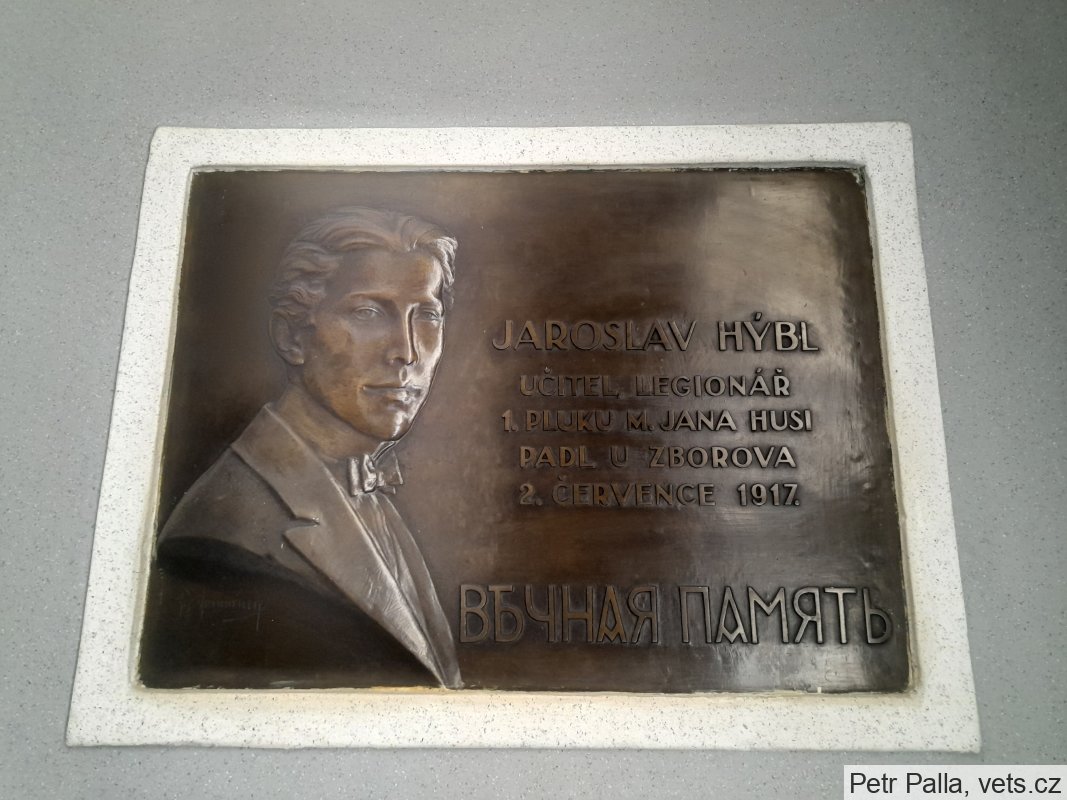 JAROSLAV HÝBL
UČITEL, LEGIONÁŘ
1. PLUKU M. JANA HUSI
PADL U ZBOROVA
2. ČERVENCE 1917.
ВѢЧНАЯ ПАМЯТЬ
Petr Palla, vets.cz